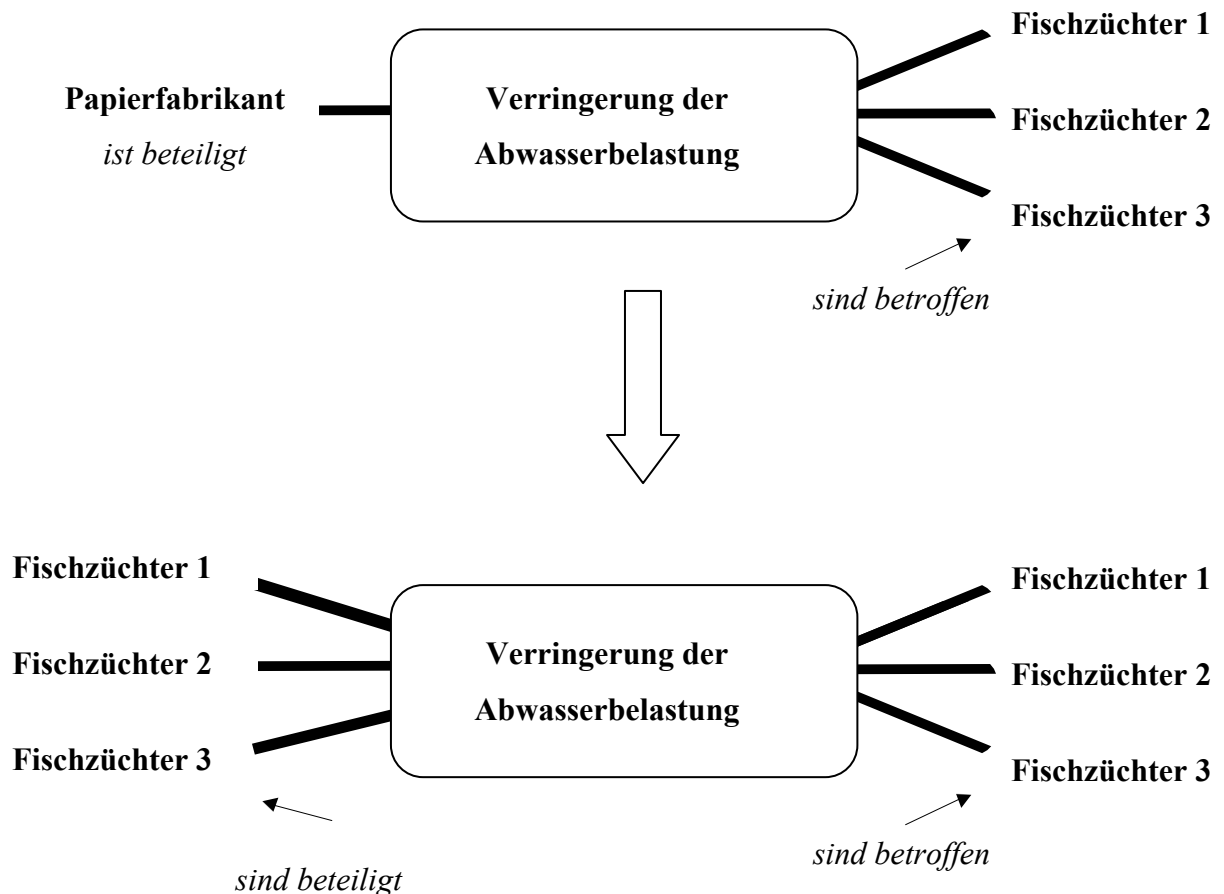 Fischzüchter 1
Papierfabrikant
ist beteiligt
Verringerung der
Abwasserbelastung
Fischzüchter 2
Fischzüchter 3
sind betroffen
Fischzüchter 1
Fischzüchter 2
Fischzüchter 3
sind beteiligt
Verringerung der
Abwasserbelastung
Fischzüchter 1
Fischzüchter 2
Fischzüchter 3
sind betroffen